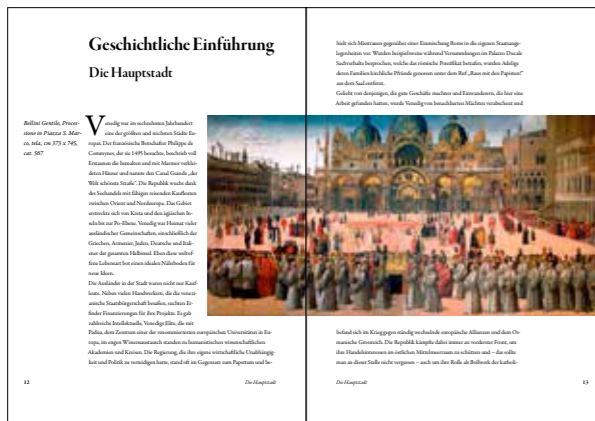 Geschichtliche Einführung
Die Hauptstadt
Bellini Gentile, Proces-
sione in Piazza S. Mar-
co, tela, cm 373 x 745,
cat. 567
Venedig war im sechzehnten Jahrhundert
eine der größten und reichsten Städte Eu-
ropas. Der französische Botschafter Philippe de
Commynes, der sie 1495 besuchte, beschrieb voll
Erstaunen die bemalten und mit Marmor verklei-
deten Häuser und nannte den Canal Grande „der
Welt schönste Straße“. Die Republik wuchs dank
des Seehandels mit fähigen reisenden Kaufleuten
zwischen Orient und Nordeuropa. Das Gebiet
erstreckte sich von Kreta und den ägäischen In-
seln bis zur Po-Ebene. Venedig war Heimat vieler
ausländischer Gemeinschaften, einschließlich der
Griechen, Armenier, Juden, Deutsche und Itali-
ener der gesamten Halbinsel. Eben diese weltof-
fene Lebensart bot einen idealen Nährboden für
neue Ideen.
Die Ausländer in der Stadt waren nicht nur Kauf-
leute. Neben vielen Handwerkern, die die venezi-
anische Staatsbürgerschaft besaßen, suchten Er-
finder Finanzierungen für ihre Projekte. Es gab
zahlreiche Intellektuelle, Venedigs Elite, die mit
Padua, dem Zentrum einer der renommiertesten europäischen Universitäten in Eu-
ropa, im engen Wissenaustausch standen zu humanistischen wissenschaftlichen
Akademien und Kreisen. Die Regierung, die ihre eigene wirtschaftliche Unabhängig-
heit und Politik zu verteidigen hatte, stand oft im Gegensatz zum Papsttum und be-
12
Die Hauptstadt
hielt sich Misstrauen gegenüber einer Einmischung Roms in die eigenen Staatsange-
legenheiten vor. Wurden beispielsweise während Versammlungen im Palazzo Ducale
Sachverhalte besprochen, welche das römische Pontifikat betrafen, wurden Adelige
deren Familien kirchliche Pfründe genossen unter dem Ruf „Raus mit den Papisten!“
aus dem Saal entfernt.
Geliebt von denjenigen, die gute Geschäfte machten und Einwanderern, die hier eine
Arbeit gefunden hatten, wurde Venedig von benachbarten Mächten verabscheut und
befand sich im Krieg gegen ständig wechselnde europäische Allianzen und dem Os-
manische Grossreich. Die Republik kämpfte dabei immer an vorderster Front, um
ihre Handelsinteressen im östlichen Mittelmeerraum zu schützen und – das sollte
man an dieser Stelle nicht vergessen – auch um ihre Rolle als Bollwerk der katholi-
Die Hauptstadt
13